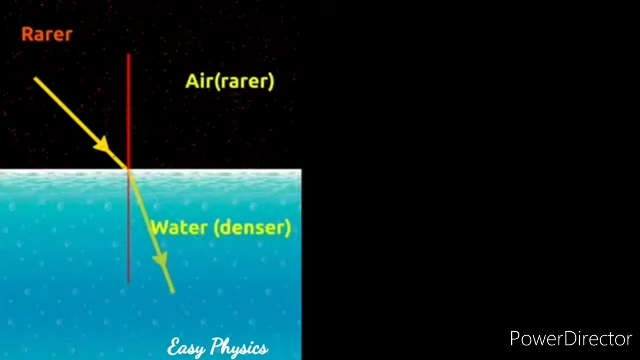 Rarer
Air(rarer)
Water (denser)
Easy Physics
PowerDirector